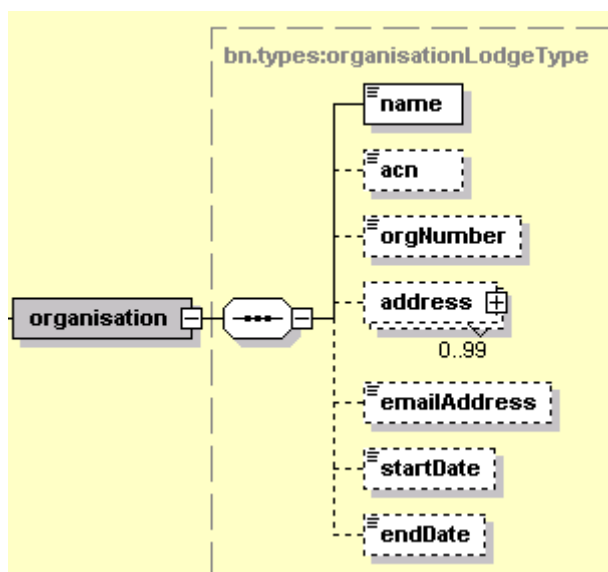 bn.types:organisationLodgeType
name
acn
orgNumber
organisation
address
0..99
emailAddress
startDate
endDate